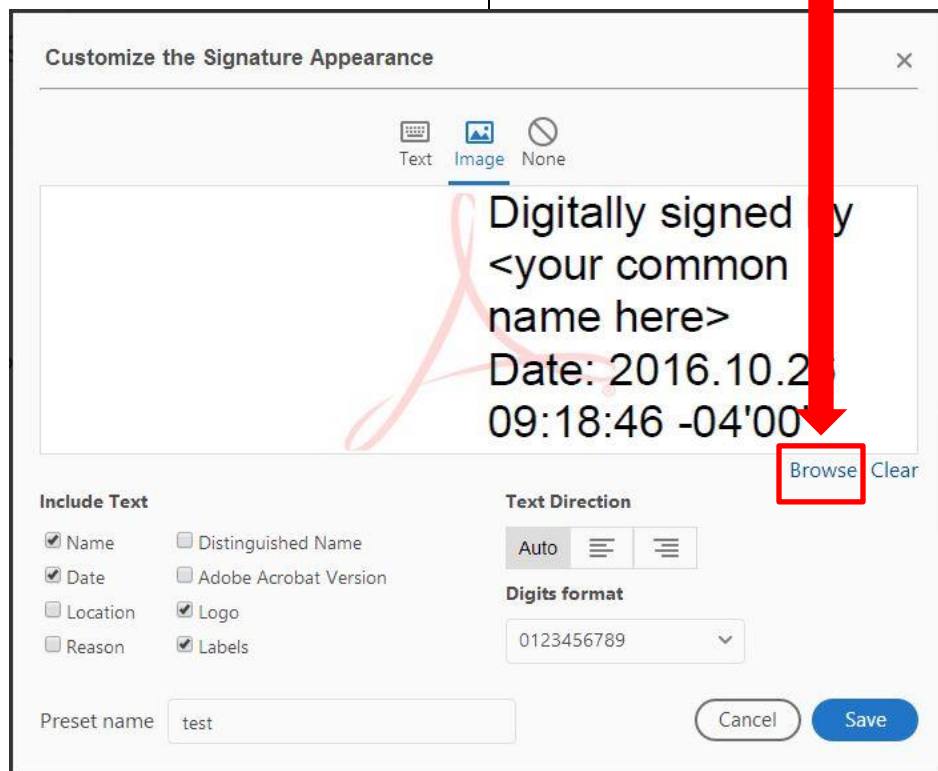 Customize the Signature Appearance
Text Image None
Digitally signed
<your common
name here>
Date: 2016.10.26
09:18:46 -04'00'
Browse Clear
Include Text
Name
Distinguished Name
Date
Adobe Acrobat Version
Location
Logo
Reason
Labels
Text Direction
Auto
Digits format
0123456789
Preset name test
Cancel Save